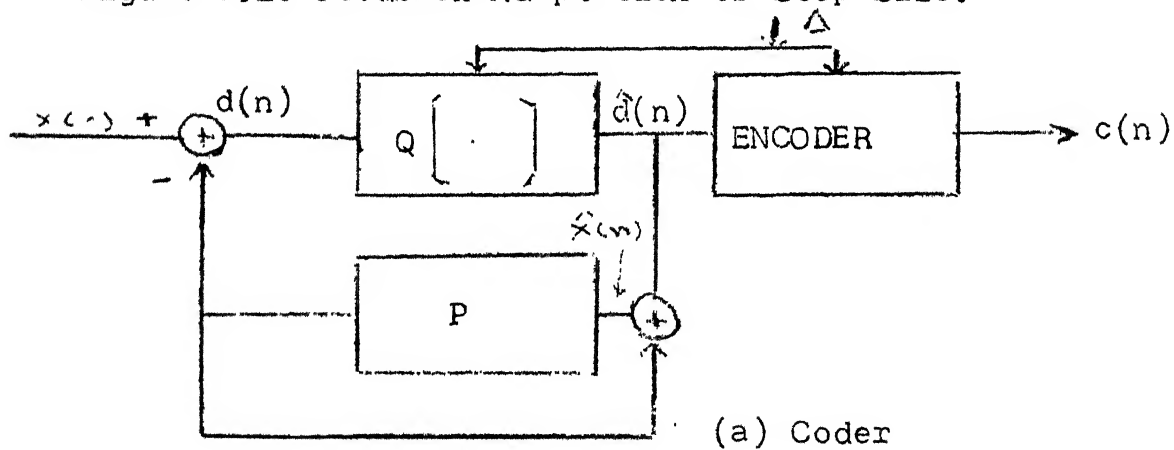 Δ
x(n) +
d(n)
Q [ . ]
d̂(n)
ENCODER
c(n)
+
-
x̂(n)
P
+
(a) Coder